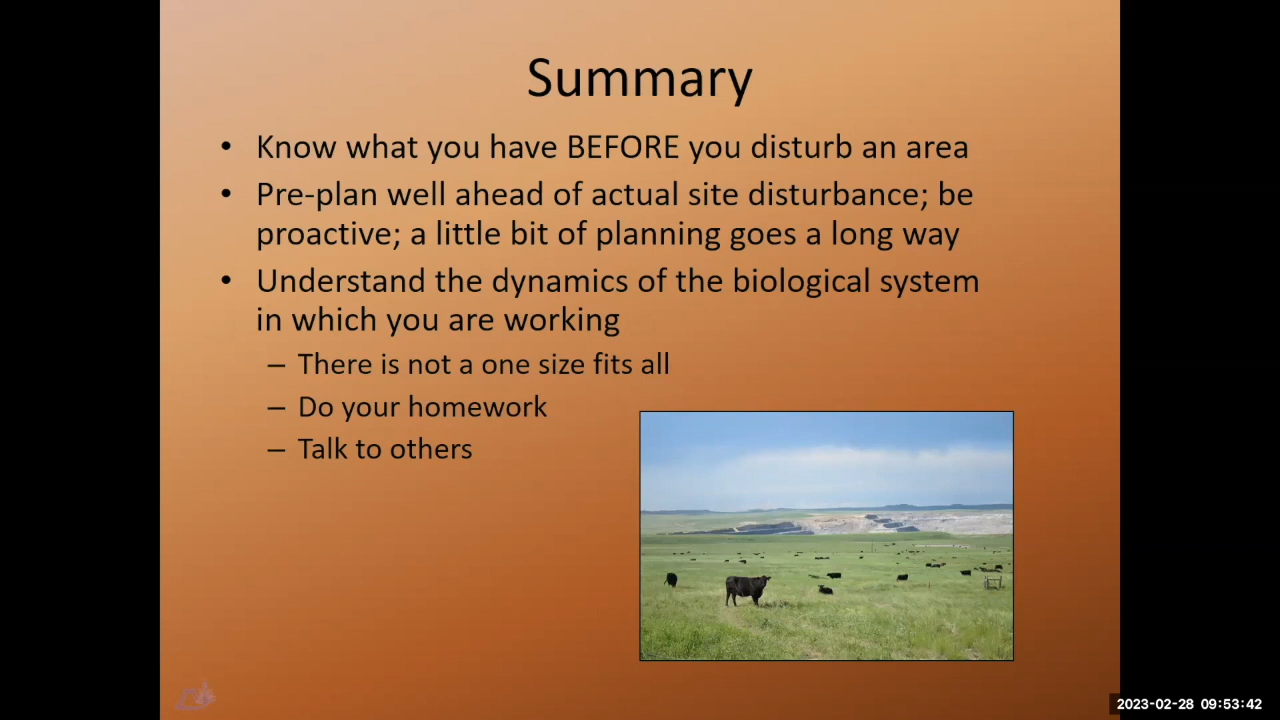 Summary
• Know what you have BEFORE you disturb an area
• Pre-plan well ahead of actual site disturbance; be
proactive; a little bit of planning goes a long way
• Understand the dynamics of the biological system
in which you are working
– There is not a one size fits all
– Do your homework
– Talk to others
2023-02-28 09:53:42